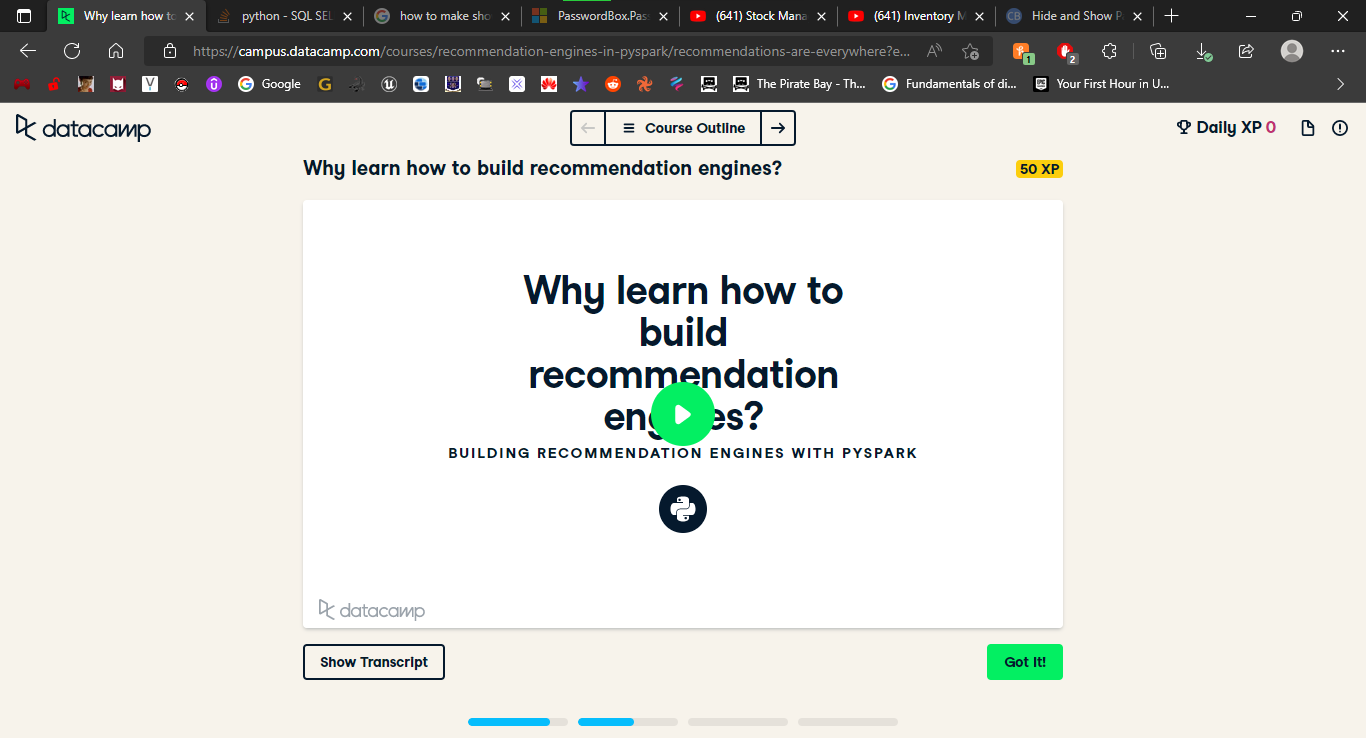 Why learn how to
python - SQL SEL
how to make sho
PasswordBox.Pas
(641) Stock Mana
(641) Inventory M
Hide and Show P
https://campus.datacamp.com/courses/recommendation-engines-in-pyspark/recommendations-are-everywhere?e...
1
2
Google
The Pirate Bay - Th...
Fundamentals of di...
Your First Hour in U...
datacamp
Course Outline
Daily XP 0
Why learn how to build recommendation engines?
50 XP
Why learn how to
build
recommendation
engines?
BUILDING RECOMMENDATION ENGINES WITH PYSPARK
datacamp
Show Transcript
Got It!